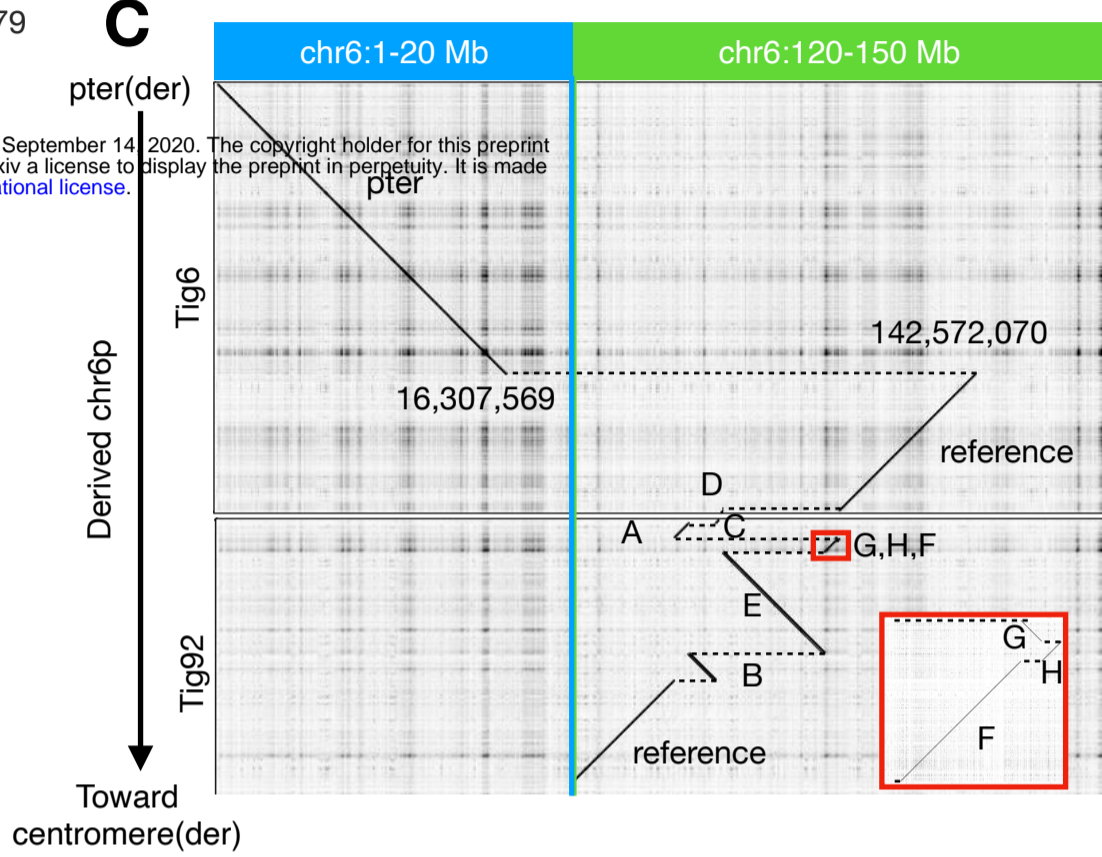 79
C
chr6:1-20 Mb
chr6:120-150 Mb
pter(der)
September 14, 2020. The copyright holder for this preprint
xiv a license to display the preprint in perpetuity. It is made
ational license.
pter
Tig6
142,572,070
16,307,569
Derived chr6p
reference
D
A
C
G,H,F
E
G
H
B
Tig92
F
reference
Toward
centromere(der)